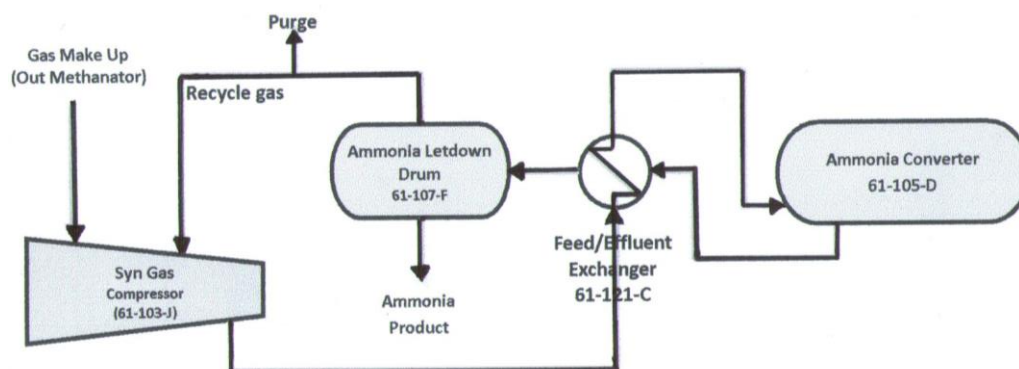 Purge
Gas Make Up
(Out Methanator)
Recycle gas
Ammonia Letdown
Drum
61-107-F
Ammonia Converter
61-105-D
Feed/Effluent
Exchanger
61-121-C
Syn Gas
Compressor
(61-103-J)
Ammonia
Product